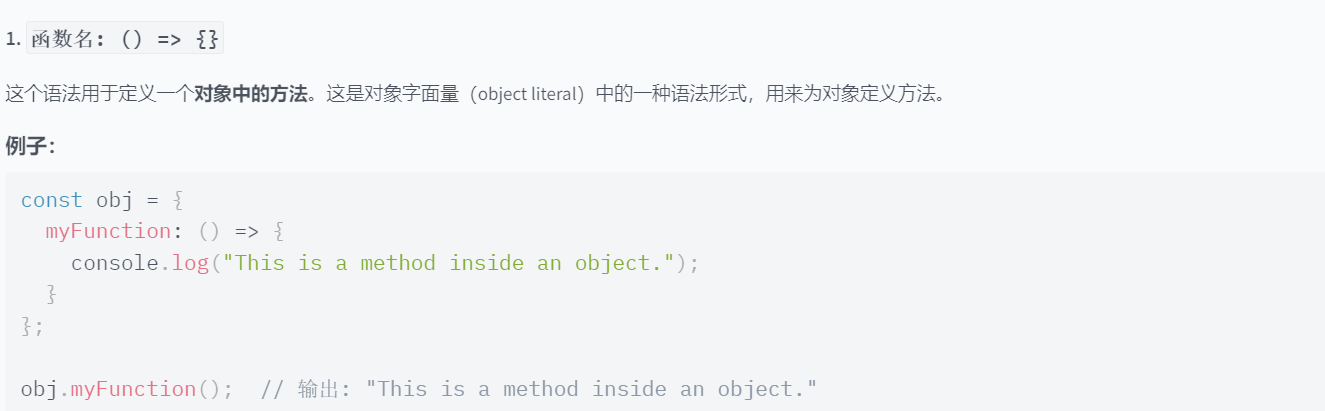 1. 函数名: () => {}
这个语法用于定义一个对象中的方法。这是对象字面量（object literal）中的一种语法形式，用来为对象定义方法。
例子：
const obj = {
  myFunction: () => {
    console.log("This is a method inside an object.");
  }
};
obj.myFunction();  // 输出: "This is a method inside an object."